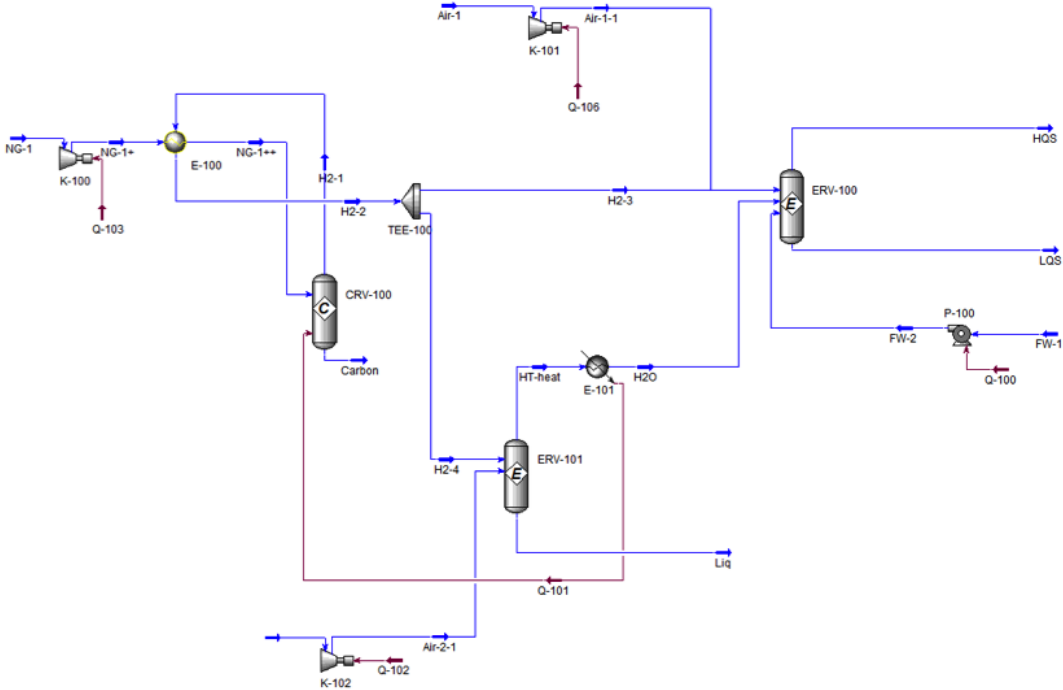 Air-1
Air-1-1
K-101
Q-106
NG-1
NG-1+
NG-1++
E-100
K-100
H2-1
Q-103
H2-2
TEE-100
H2-3
HQS
ERV-100
E
LQS
CRV-100
C
Carbon
P-100
FW-2
FW-1
Q-100
HT-heat
E-101
H2O
H2-4
ERV-101
E
Liq
Q-101
Air-2-1
K-102
Q-102